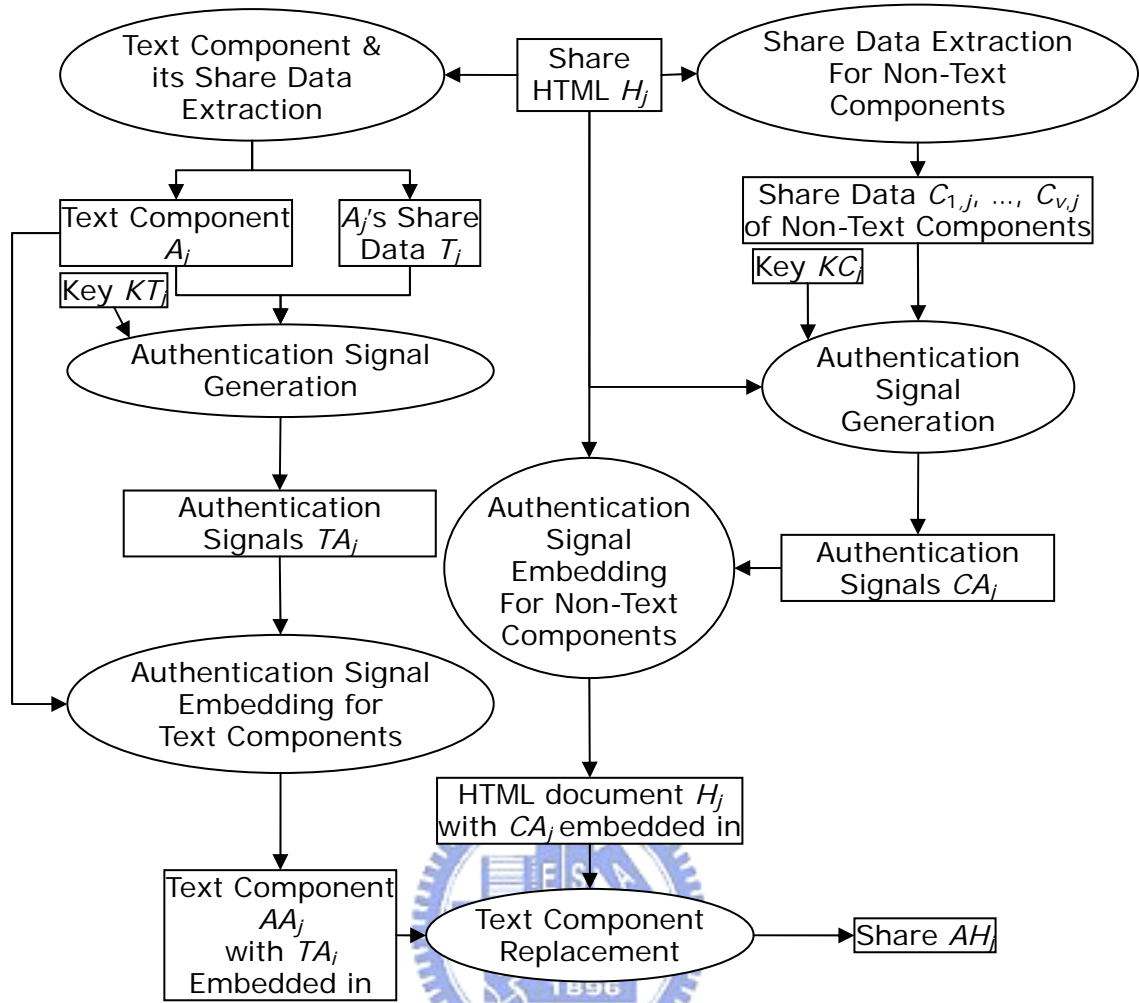 Text Component &
its Share Data
Extraction
Share
HTML Hj
Share Data Extraction
For Non-Text
Components
Text Component
Aj
Aj's Share
Data Tj
Share Data C1,j, ..., Cv,j
of Non-Text Components
Key KTj
Key KCj
Authentication Signal
Generation
Authentication
Signal
Generation
Authentication
Signals TAj
Authentication
Signal
Embedding
For Non-Text
Components
Authentication
Signals CAj
Authentication Signal
Embedding for
Text Components
HTML document Hj
with CAj embedded in
Text Component
AAj
with TAi
Embedded in
E S A
Text Component
Replacement
Share AHj
1896